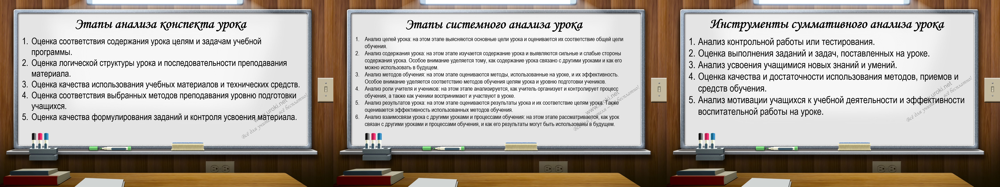 Этапы анализа конспекта урока
1. Оценка соответствия содержания урока целям и задачам учебной
программы.
2. Оценка логической структуры урока и последовательности преподавания
материала.
3. Оценка качества использования учебных материалов и технических средств.
4. Оценка соответствия выбранных методов преподавания уровню подготовки
учащихся.
5. Оценка качества формулирования заданий и контроля усвоения материала.
www.uroki.net
Всё для учителя – всё бесплатно!
Этапы системного анализа урока
1. Анализ целей урока: на этом этапе выясняются основные цели урока и оценивается их соответствие общей цели
обучения.
2. Анализ содержания урока: на этом этапе изучается содержание урока и выявляются сильные и слабые стороны
содержания урока. Особое внимание уделяется тому, как содержание урока связано с другими уроками и как его
можно использовать в будущем.
3. Анализ методов обучения: на этом этапе оцениваются методы, использованные на уроке, и их эффективность.
Особое внимание уделяется соответствию методов обучения целям урока и уровню подготовки учеников.
4. Анализ роли учителя и учеников: на этом этапе анализируется, как учитель организует и контролирует процесс
обучения, а также как ученики воспринимают и участвуют в уроке.
5. Анализ результатов урока: на этом этапе оцениваются результаты урока и их соответствие целям урока. Также
оценивается эффективность использованных методов обучения.
6. Анализ взаимосвязи урока с другими уроками и процессами обучения: на этом этапе рассматривается, как урок
связан с другими уроками и процессами обучения, и как его результаты могут быть использованы в будущем.
www.uroki.net
Всё для учителя – всё бесплатно!
Инструменты суммативного анализа урока
1. Анализ контрольной работы или тестирования.
2. Оценка выполнения заданий и задач, поставленных на уроке.
3. Анализ усвоения учащимися новых знаний и умений.
4. Оценка качества и достаточности использования методов, приемов и
средств обучения.
5. Анализ мотивации учащихся к учебной деятельности и эффективности
воспитательной работы на уроке.
www.uroki.net
Всё для учителя – всё бесплатно!